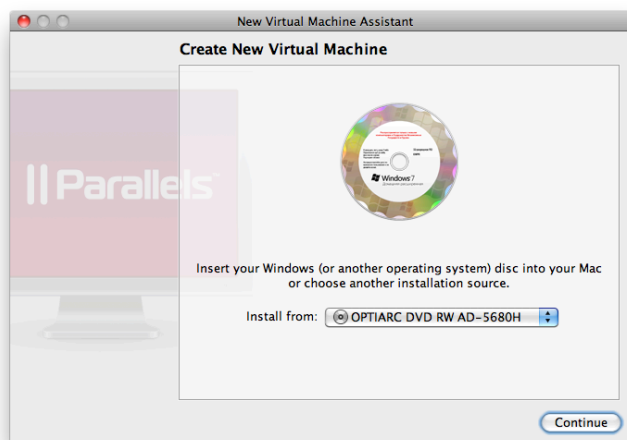 New Virtual Machine Assistant
Create New Virtual Machine
|| Parallels
Windows 7
Insert your Windows (or another operating system) disc into your Mac
or choose another installation source.
Install from: OPTIARC DVD RW AD-5680H
Continue